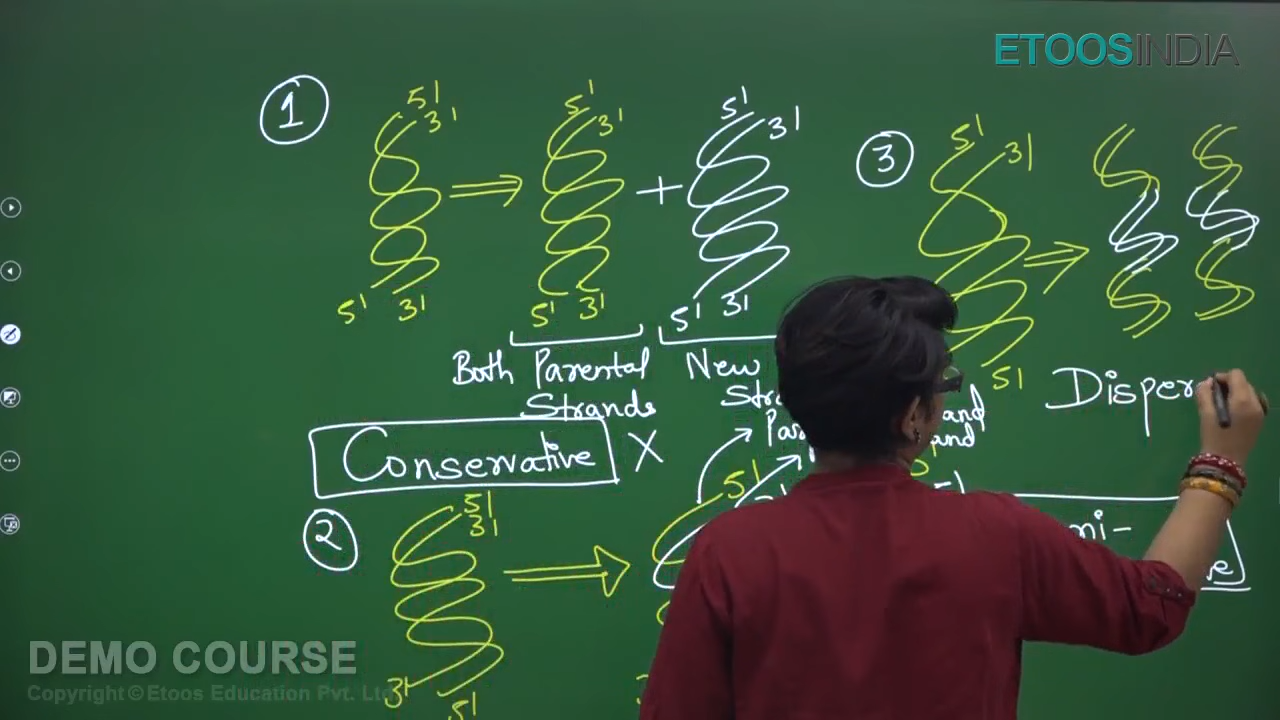 ETOOSINDIA
1
5'
3'
5'
3'
5'
3'
+
5' 3'
5' 3'
5' 3'
Both Parental
Strands
New
Conservative X
2
5'
3'
3'
5'
5'
3
5'
3'
5'
Disper
DEMO COURSE
Copyright © Etoos Education Pvt. Ltd